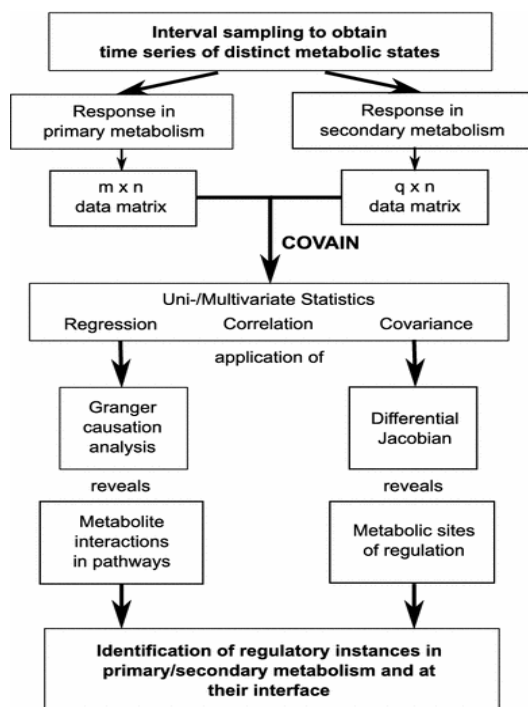 Interval sampling to obtain
time series of distinct metabolic states
Response in
primary metabolism
Response in
secondary metabolism
m x n
data matrix
q x n
data matrix
COVAIN
Uni-/Multivariate Statistics
Regression Correlation Covariance
application of
Granger
causation
analysis
Differential
Jacobian
reveals
reveals
Metabolite
interactions
in pathways
Metabolic sites
of regulation
Identification of regulatory instances in
primary/secondary metabolism and at
their interface